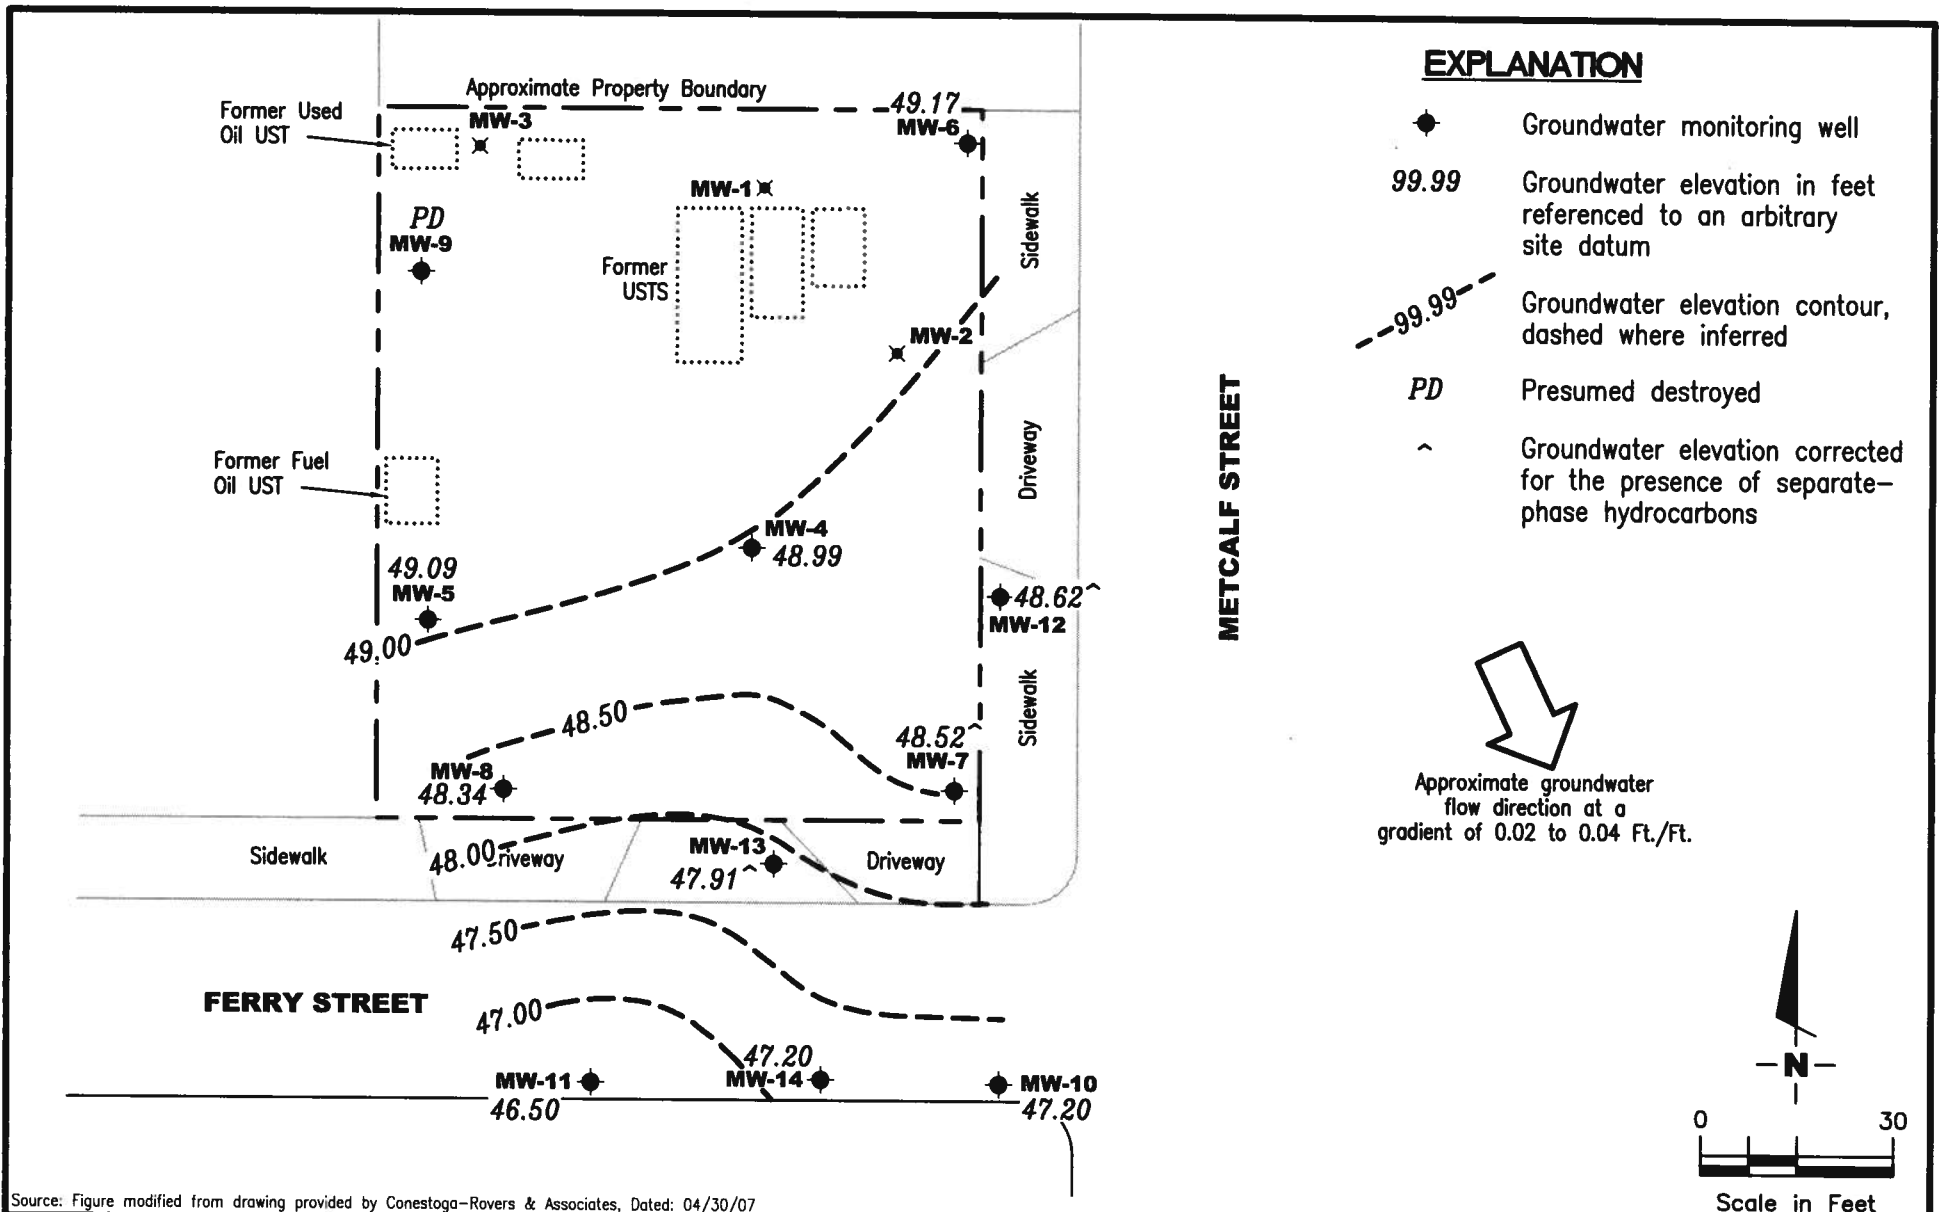 Approximate Property Boundary
Former Used
Oil UST
MW-3
49.17
MW-6
MW-1
PD
MW-9
Former
USTS
Sidewalk
MW-2
Former Fuel
Oil UST
Driveway
MW-4
48.99
49.09
MW-5
49.00
48.62^
MW-12
METCALF STREET
48.50
Sidewalk
48.52^
MW-7
MW-8
48.34
Sidewalk
48.00
riveway
MW-13
47.91^
Driveway
47.50
FERRY STREET
47.00
47.20
MW-11
46.50
MW-14
MW-10
47.20
EXPLANATION
Groundwater monitoring well
99.99
Groundwater elevation in feet
referenced to an arbitrary
site datum
99.99
Groundwater elevation contour,
dashed where inferred
PD
Presumed destroyed
^
Groundwater elevation corrected
for the presence of separate-
phase hydrocarbons
Approximate groundwater
flow direction at a
gradient of 0.02 to 0.04 Ft./Ft.
N
0 30
Scale in Feet
Source: Figure modified from drawing provided by Conestoga-Rovers & Associates, Dated: 04/30/07